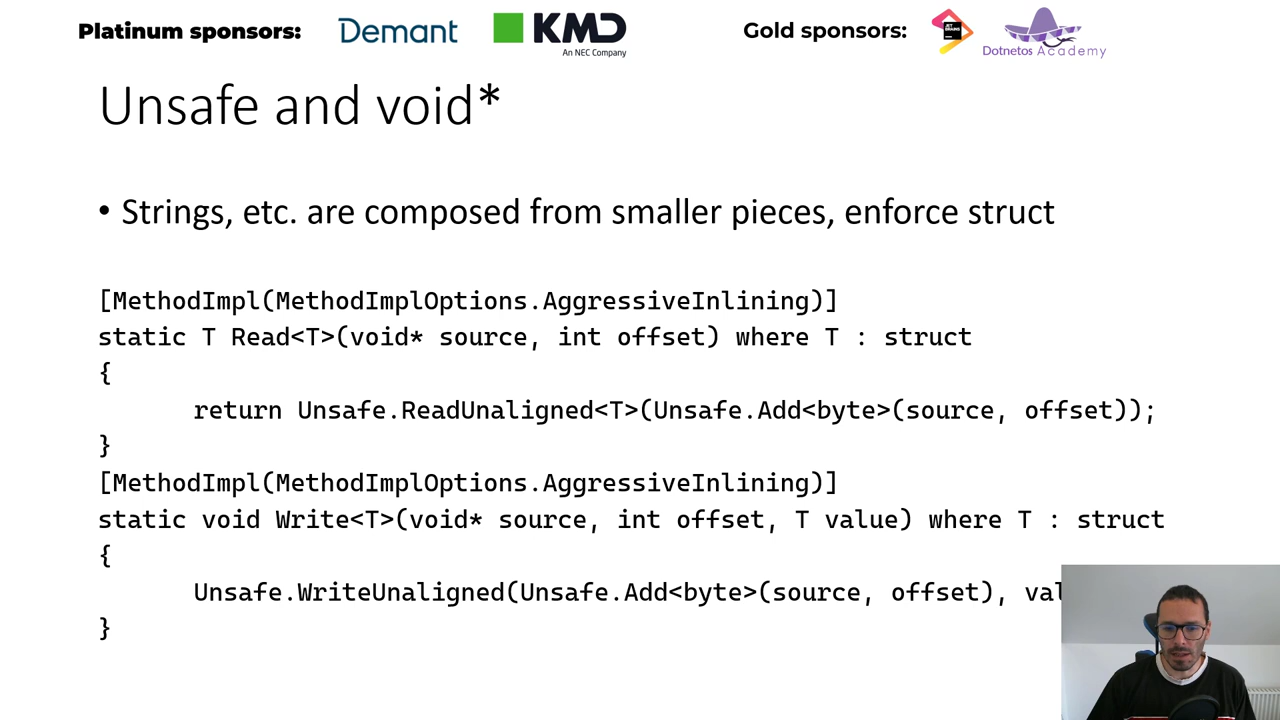 Platinum sponsors: Demant KMD Gold sponsors: JET BRAINS Dotnetos Academy
An NEC Company
Unsafe and void*
• Strings, etc. are composed from smaller pieces, enforce struct
[MethodImpl(MethodImplOptions.AggressiveInlining)]
static T Read<T>(void* source, int offset) where T : struct
{
return Unsafe.ReadUnaligned<T>(Unsafe.Add<byte>(source, offset));
}
[MethodImpl(MethodImplOptions.AggressiveInlining)]
static void Write<T>(void* source, int offset, T value) where T : struct
{
Unsafe.WriteUnaligned(Unsafe.Add<byte>(source, offset), val
}